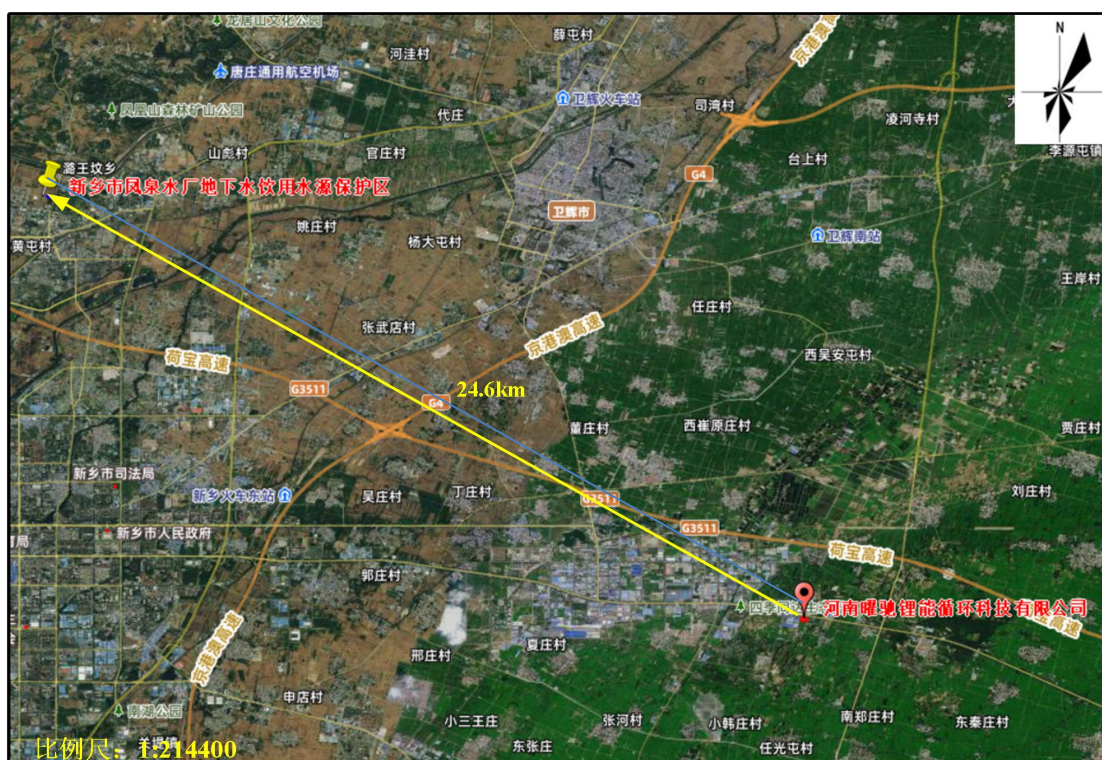 龙居山文化公园
薛屯村
京港澳高速
N
河洼村
唐庄通用航空机场
卫辉火车站
司湾村
凤凰山森林矿山公园
代庄
凌河寺村
山彪村
官庄村
台上村
李源屯镇
潞王坟乡
G4
新乡市凤泉水厂地下水饮用水源保护区
卫辉市
姚庄村
杨大屯村
卫辉南站
黄屯村
王岸村
任庄村
张武店村
京港澳高速
西吴安屯村
荷宝高速
G3511
24.6km
G4
董庄村
西崔原庄村
贾庄村
新乡市司法局
新乡火车东站
吴庄村
丁庄村
G3511
刘庄村
G3511
新乡市人民政府
荷宝高速
郭庄村
河南曜驰锂能循环科技有限公司
荷宝高速
夏庄村
邢庄村
京港澳高速
申店村
南湖公园
小三王庄
张河村
小韩庄村
南郑庄村
东秦庄村
东张庄
任光屯村
比例尺：1:214400